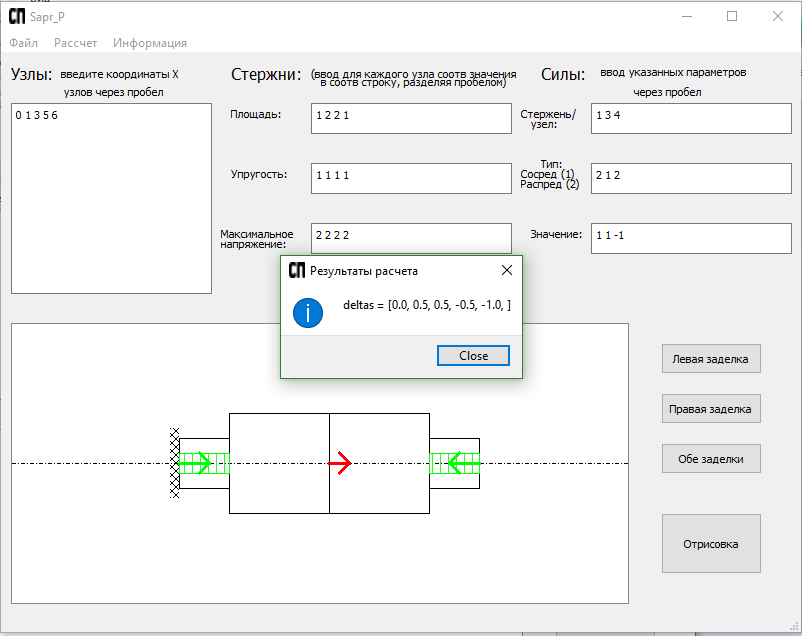 СП Sapr_P
Файл Рассчет Информация
Узлы: введите координаты X
узлов через пробел
Стержни: (ввод для каждого узла соотв значения
в соотв строку, разделяя пробелом)
Силы: ввод указанных параметров
через пробел
0 1 3 5 6
Площадь: 1 2 2 1
Стержень/
узел: 1 3 4
Упругость: 1 1 1 1
Тип:
Сосред (1)
Распред (2) 2 1 2
Максимальное
напряжение: 2 2 2 2
Значение: 1 1 -1
СП Результаты расчета
deltas = [0.0, 0.5, 0.5, -0.5, -1.0, ]
Close
Левая заделка
Правая заделка
Обе заделки
Отрисовка